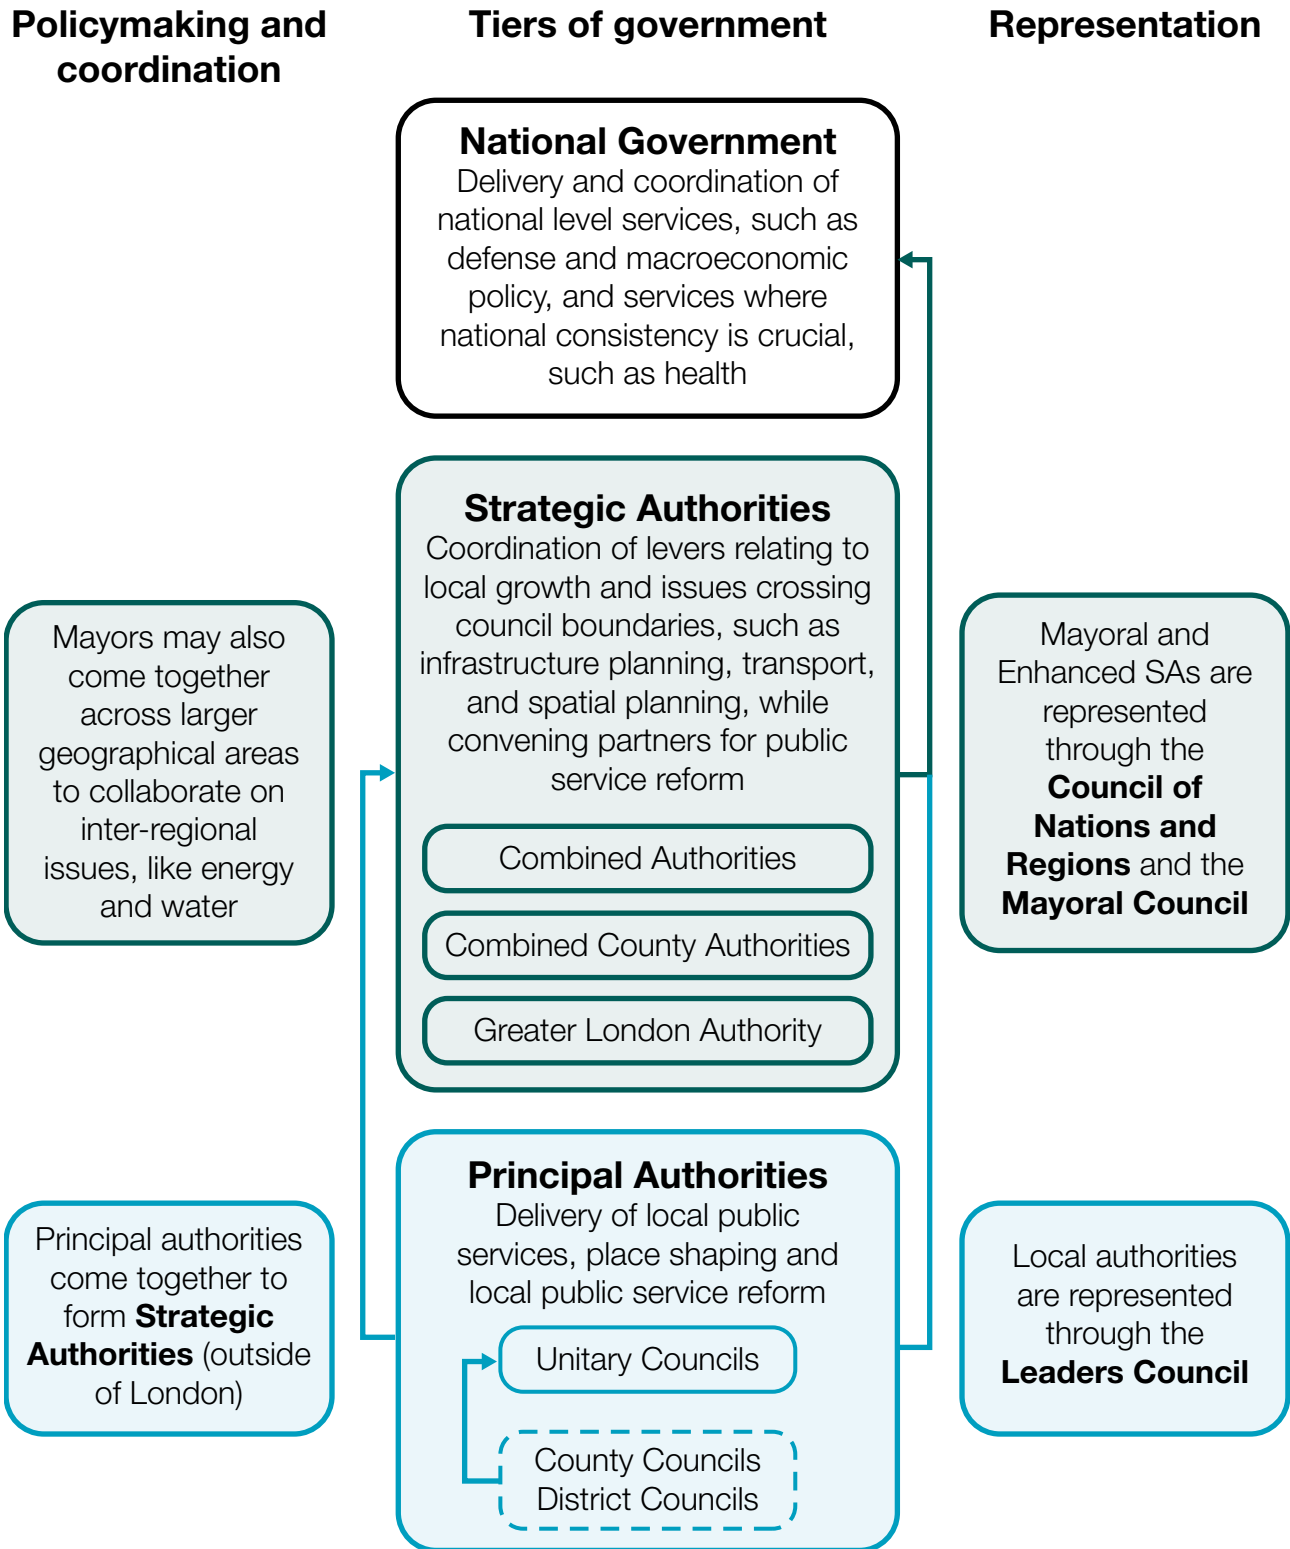 Policymaking and
coordination
Tiers of government
Representation
National Government
Delivery and coordination of
national level services, such as
defense and macroeconomic
policy, and services where
national consistency is crucial,
such as health
Strategic Authorities
Coordination of levers relating to
local growth and issues crossing
council boundaries, such as
infrastructure planning, transport,
and spatial planning, while
convening partners for public
service reform
Combined Authorities
Combined County Authorities
Greater London Authority
Mayors may also
come together
across larger
geographical areas
to collaborate on
inter-regional
issues, like energy
and water
Mayoral and
Enhanced SAs are
represented
through the
Council of
Nations and
Regions and the
Mayoral Council
Principal Authorities
Delivery of local public
services, place shaping and
local public service reform
Unitary Councils
County Councils
District Councils
Principal authorities
come together to
form Strategic
Authorities (outside
of London)
Local authorities
are represented
through the
Leaders Council